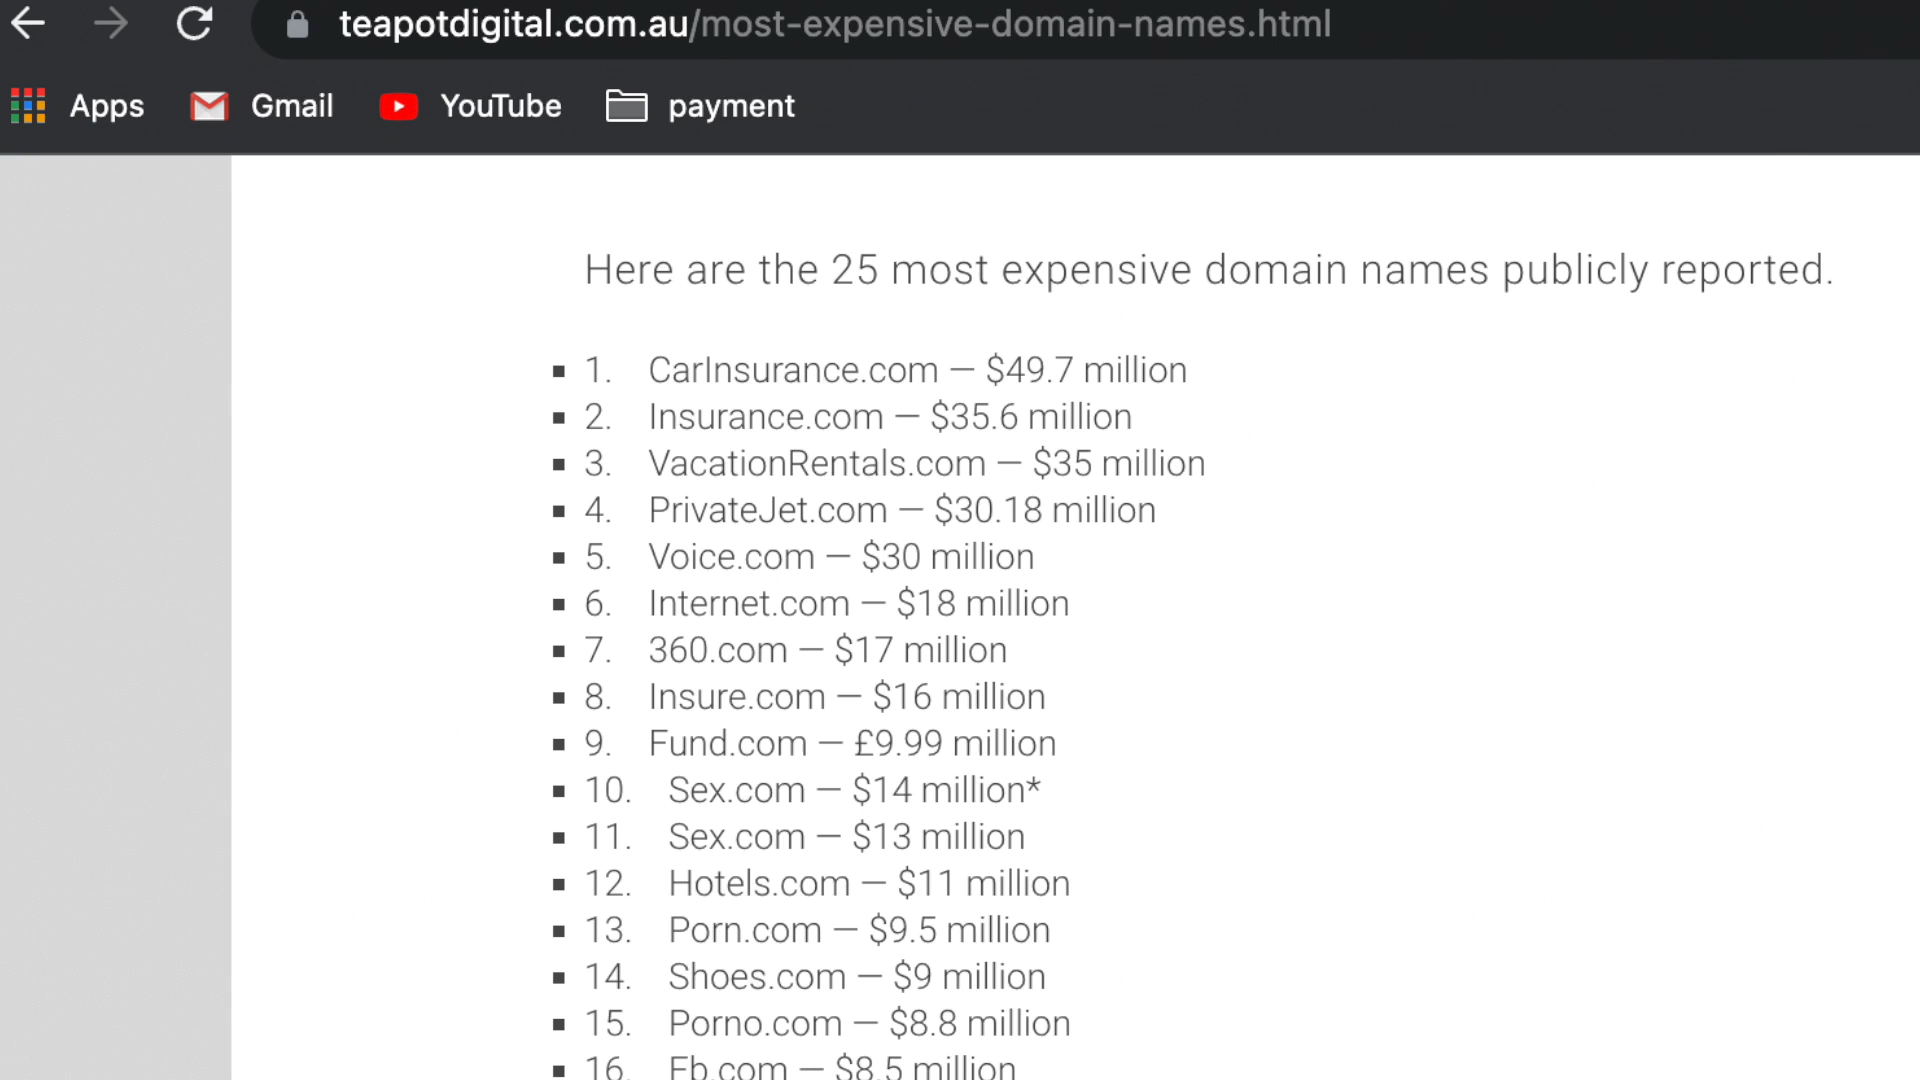 teapotdigital.com.au/most-expensive-domain-names.html
Apps Gmail YouTube payment
Here are the 25 most expensive domain names publicly reported.
▪ 1. CarInsurance.com — $49.7 million
▪ 2. Insurance.com — $35.6 million
▪ 3. VacationRentals.com — $35 million
▪ 4. PrivateJet.com — $30.18 million
▪ 5. Voice.com — $30 million
▪ 6. Internet.com — $18 million
▪ 7. 360.com — $17 million
▪ 8. Insure.com — $16 million
▪ 9. Fund.com — £9.99 million
▪ 10. Sex.com — $14 million*
▪ 11. Sex.com — $13 million
▪ 12. Hotels.com — $11 million
▪ 13. Porn.com — $9.5 million
▪ 14. Shoes.com — $9 million
▪ 15. Porno.com — $8.8 million
▪ 16. Fb.com — $8.5 million